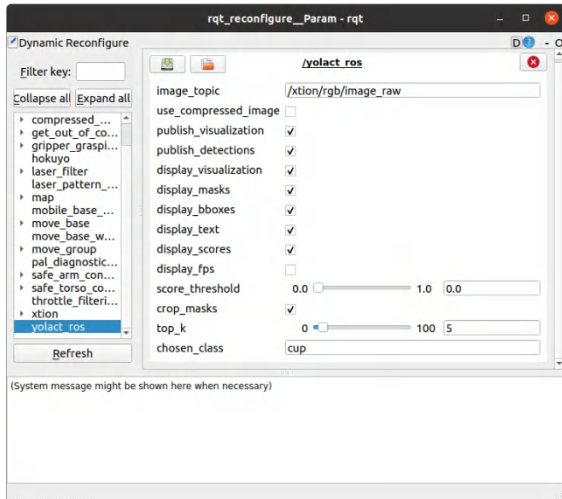 rqt_reconfigure__Param - rqt
Dynamic Reconfigure
D - O
Filter key:
Collapse all Expand all
compressed_...
get_out_of_co...
gripper_graspi...
hokuyo
laser_filter
laser_pattern_...
map
mobile_base_...
move_base
move_base_w...
move_group
pal_diagnostic...
safe_arm_con...
safe_torso_co...
throttle_filteri...
xtion
yolact_ros
Refresh
/yolact_ros
image_topic /xtion/rgb/image_raw
use_compressed_image
publish_visualization
publish_detections
display_visualization
display_masks
display_bboxes
display_text
display_scores
display_fps
score_threshold 0.0 1.0 0.0
crop_masks
top_k 0 100 5
chosen_class cup
(System message might be shown here when necessary)